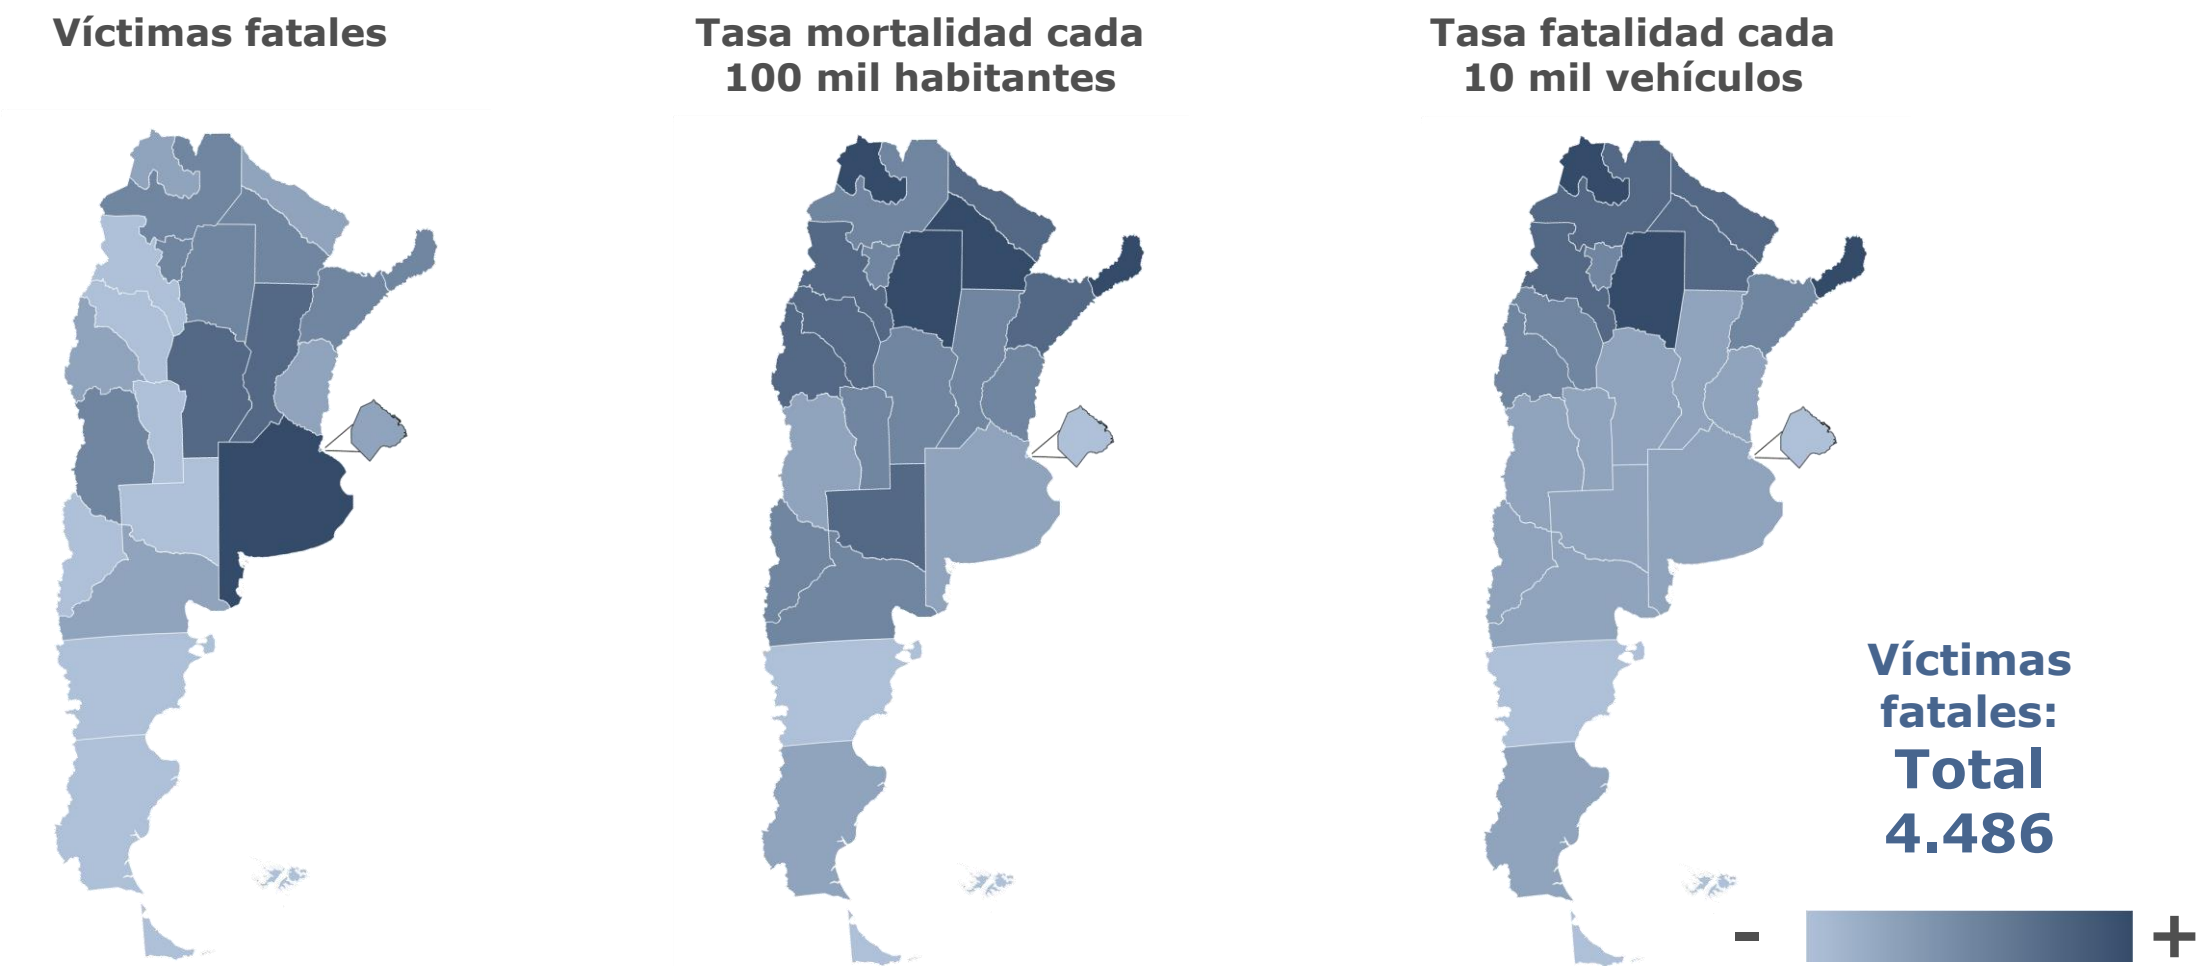 Víctimas fatales
Tasa mortalidad cada
100 mil habitantes
Tasa fatalidad cada
10 mil vehículos
Víctimas
fatales:
Total
4.486
- +